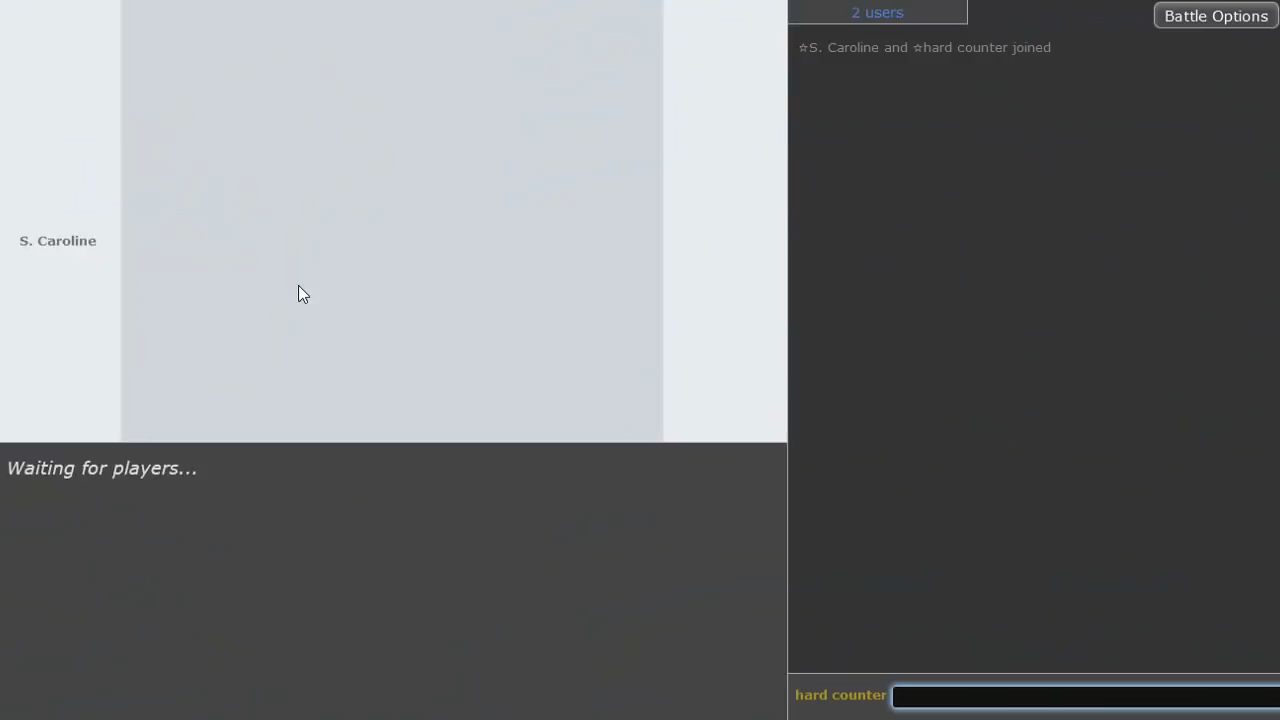 2 users
Battle Options
☆S. Caroline and ☆hard counter joined
S. Caroline
Waiting for players...
hard counter